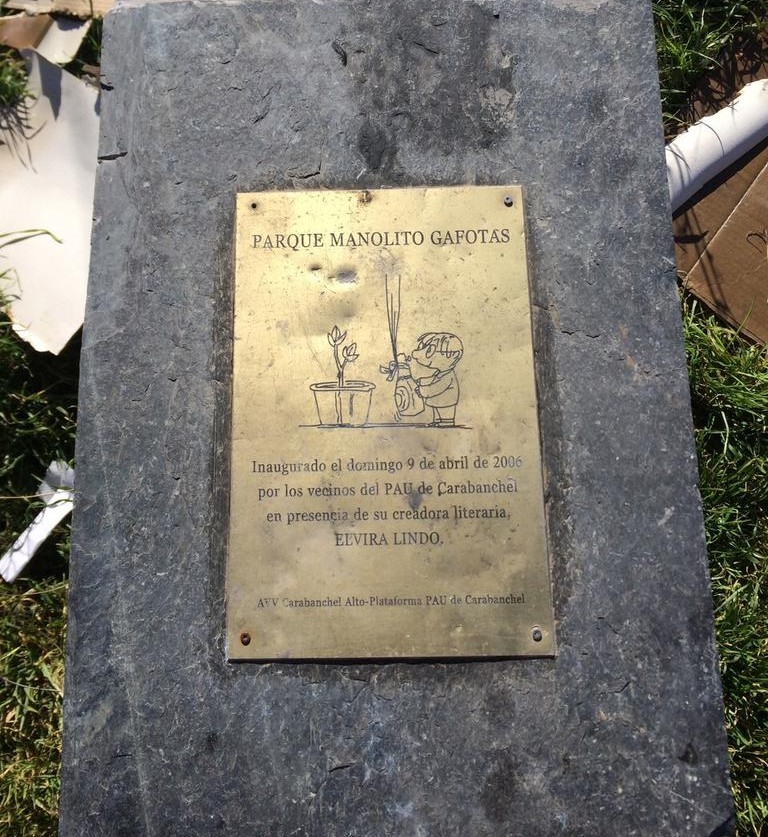 PARQUE MANOLITO GAFOTAS
Inaugurado el domingo 9 de abril de 2006
por los vecinos del PAU de Carabanchel
en presencia de su creadora literaria,
ELVIRA LINDO.
AVV Carabanchel Alto-Plataforma PAU de Carabanchel